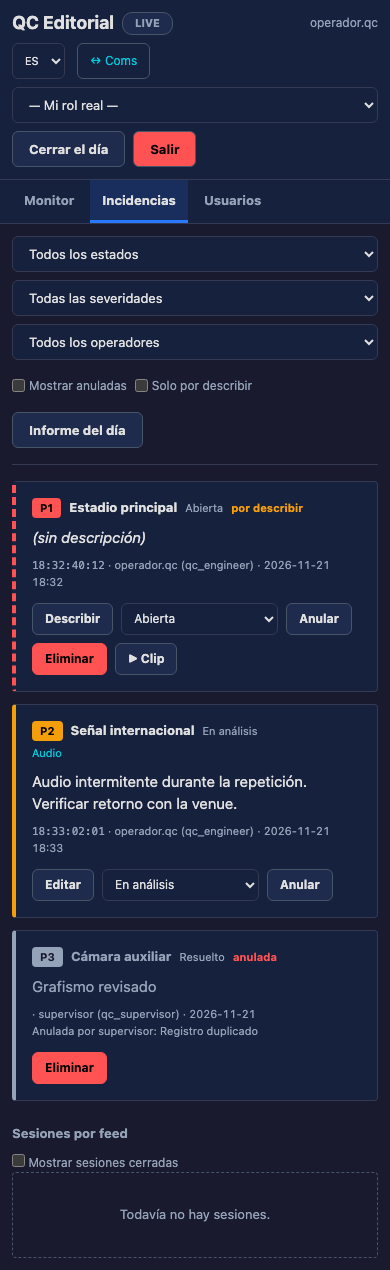 QC Editorial LIVE operador.qc
ES ↔ Coms
— Mi rol real —
Cerrar el día Salir
Monitor Incidencias Usuarios
Todos los estados
Todas las severidades
Todos los operadores
Mostrar anuladas Solo por describir
Informe del día
P1 Estadio principal Abierta por describir
(sin descripción)
18:32:40:12 · operador.qc (qc_engineer) · 2026-11-21
18:32
Describir Abierta Anular
Eliminar ▶ Clip
P2 Señal internacional En análisis
Audio
Audio intermitente durante la repetición.
Verificar retorno con la venue.
18:33:02:01 · operador.qc (qc_engineer) · 2026-11-21
18:33
Editar En análisis Anular
P3 Cámara auxiliar Resuelto anulada
Grafismo revisado
· supervisor (qc_supervisor) · 2026-11-21
Anulada por supervisor: Registro duplicado
Eliminar
Sesiones por feed
Mostrar sesiones cerradas
Todavía no hay sesiones.